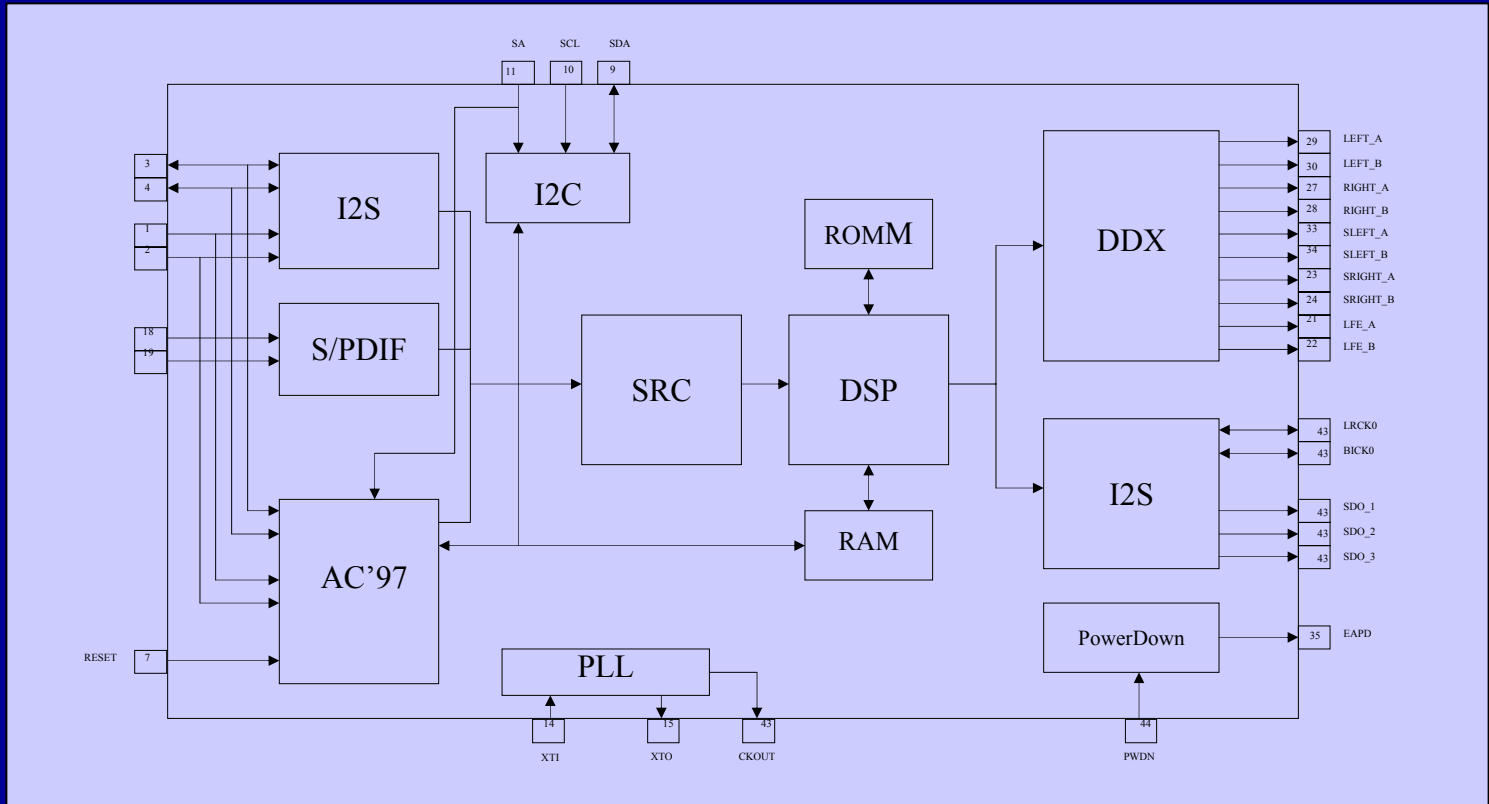 SA SCL SDA
11 10 9
3
4
1
2
18
19
RESET 7
I2S
I2C
S/PDIF
AC’97
SRC
ROMM
DSP
RAM
DDX
29 LEFT_A
30 LEFT_B
27 RIGHT_A
28 RIGHT_B
33 SLEFT_A
34 SLEFT_B
23 SRIGHT_A
24 SRIGHT_B
21 LFE_A
22 LFE_B
I2S
43 LRCK0
43 BICK0
43 SDO_1
43 SDO_2
43 SDO_3
PowerDown
35 EAPD
PLL
14 15 43 44
XTI XTO CKOUT PWDN